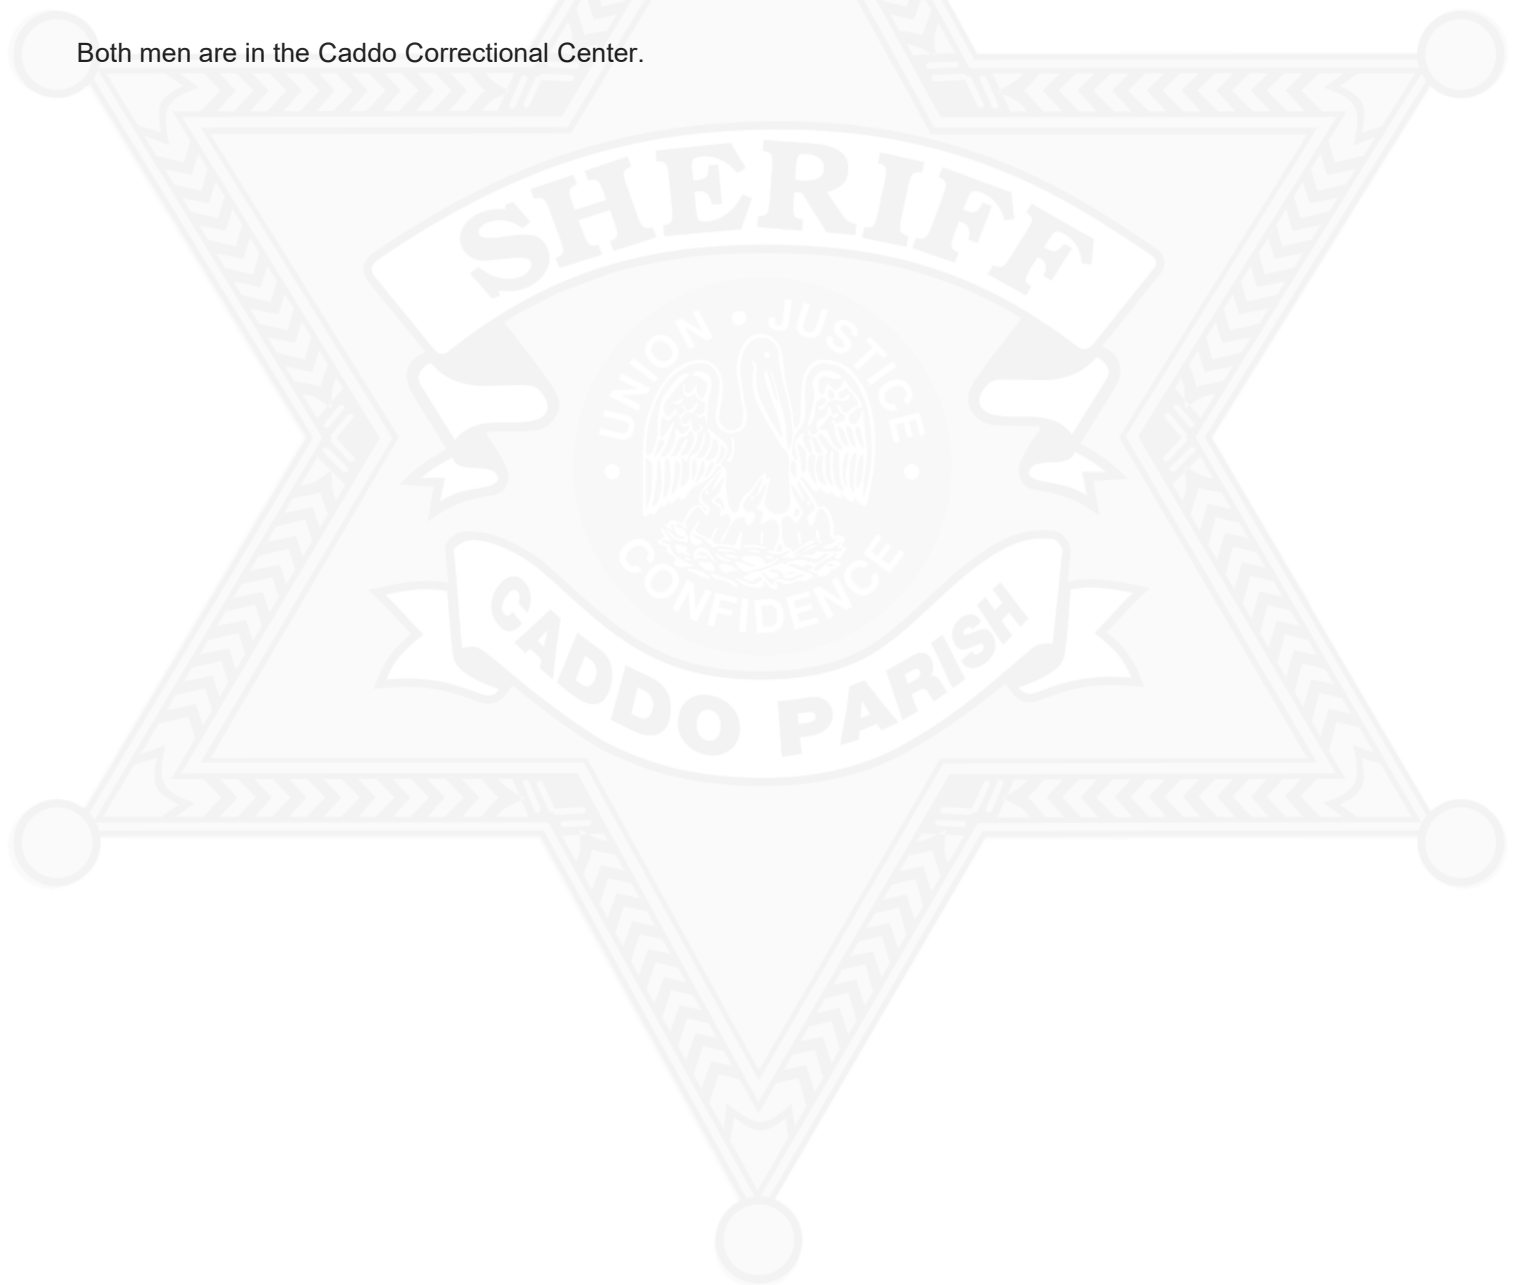 Both men are in the Caddo Correctional Center.
SHERIFF
UNION • JUSTICE
• CONFIDENCE •
CADDO PARISH